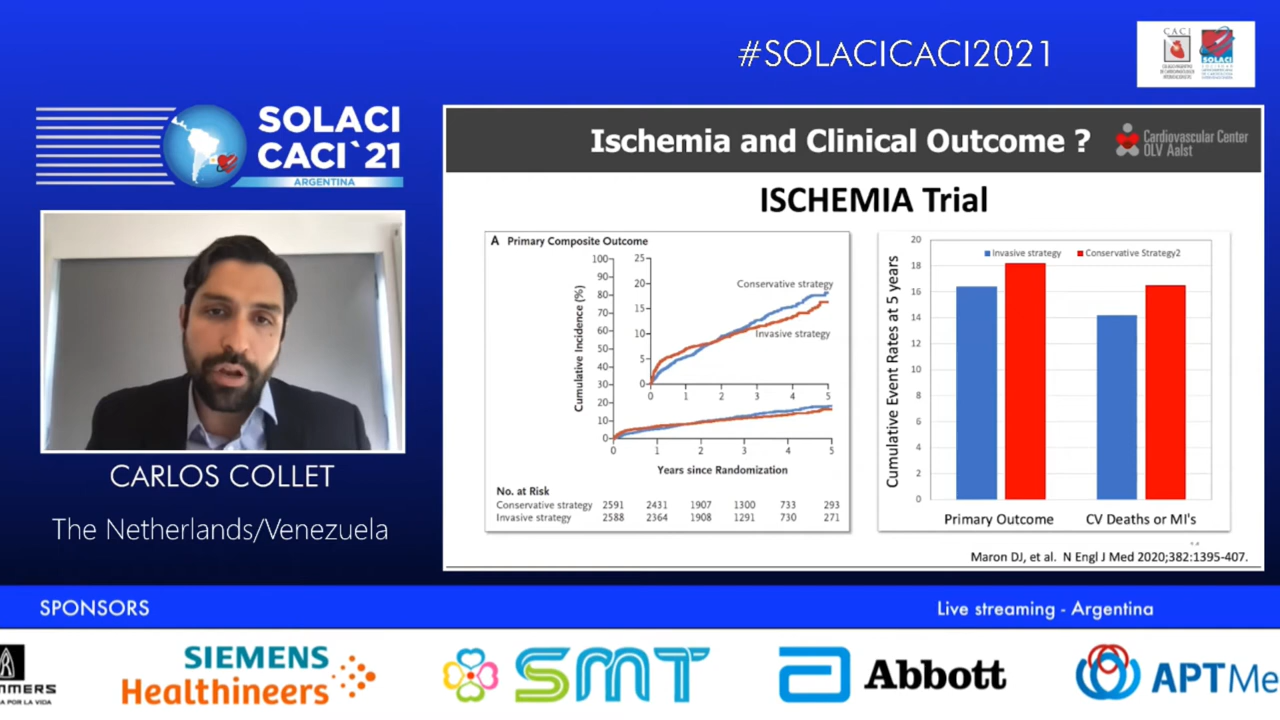 #SOLACICACI2021
CACI
SOLACI
SOLACI
CACI`21
ARGENTINA
CARLOS COLLET
The Netherlands/Venezuela
Ischemia and Clinical Outcome ?
Cardiovascular Center
OLV Aalst
ISCHEMIA Trial
A Primary Composite Outcome
Cumulative Incidence (%)
100
90
80
70
60
50
40
30
20
10
0
25
20
15
10
5
0
Conservative strategy
Invasive strategy
0 1 2 3 4 5
0 1 2 3 4 5
Years since Randomization
No. at Risk
Conservative strategy 2591 2431 1907 1300 733 293
Invasive strategy 2588 2364 1908 1291 730 271
Cumulative Event Rates at 5 years
20
18
16
14
12
10
8
6
4
2
0
Invasive strategy Conservative Strategy2
Primary Outcome CV Deaths or MI's
Maron DJ, et al. N Engl J Med 2020;382:1395-407.
SPONSORS Live streaming - Argentina
MMERS
A POR LA VIDA
SIEMENS
Healthineers
SMT
Abbott
APTMe